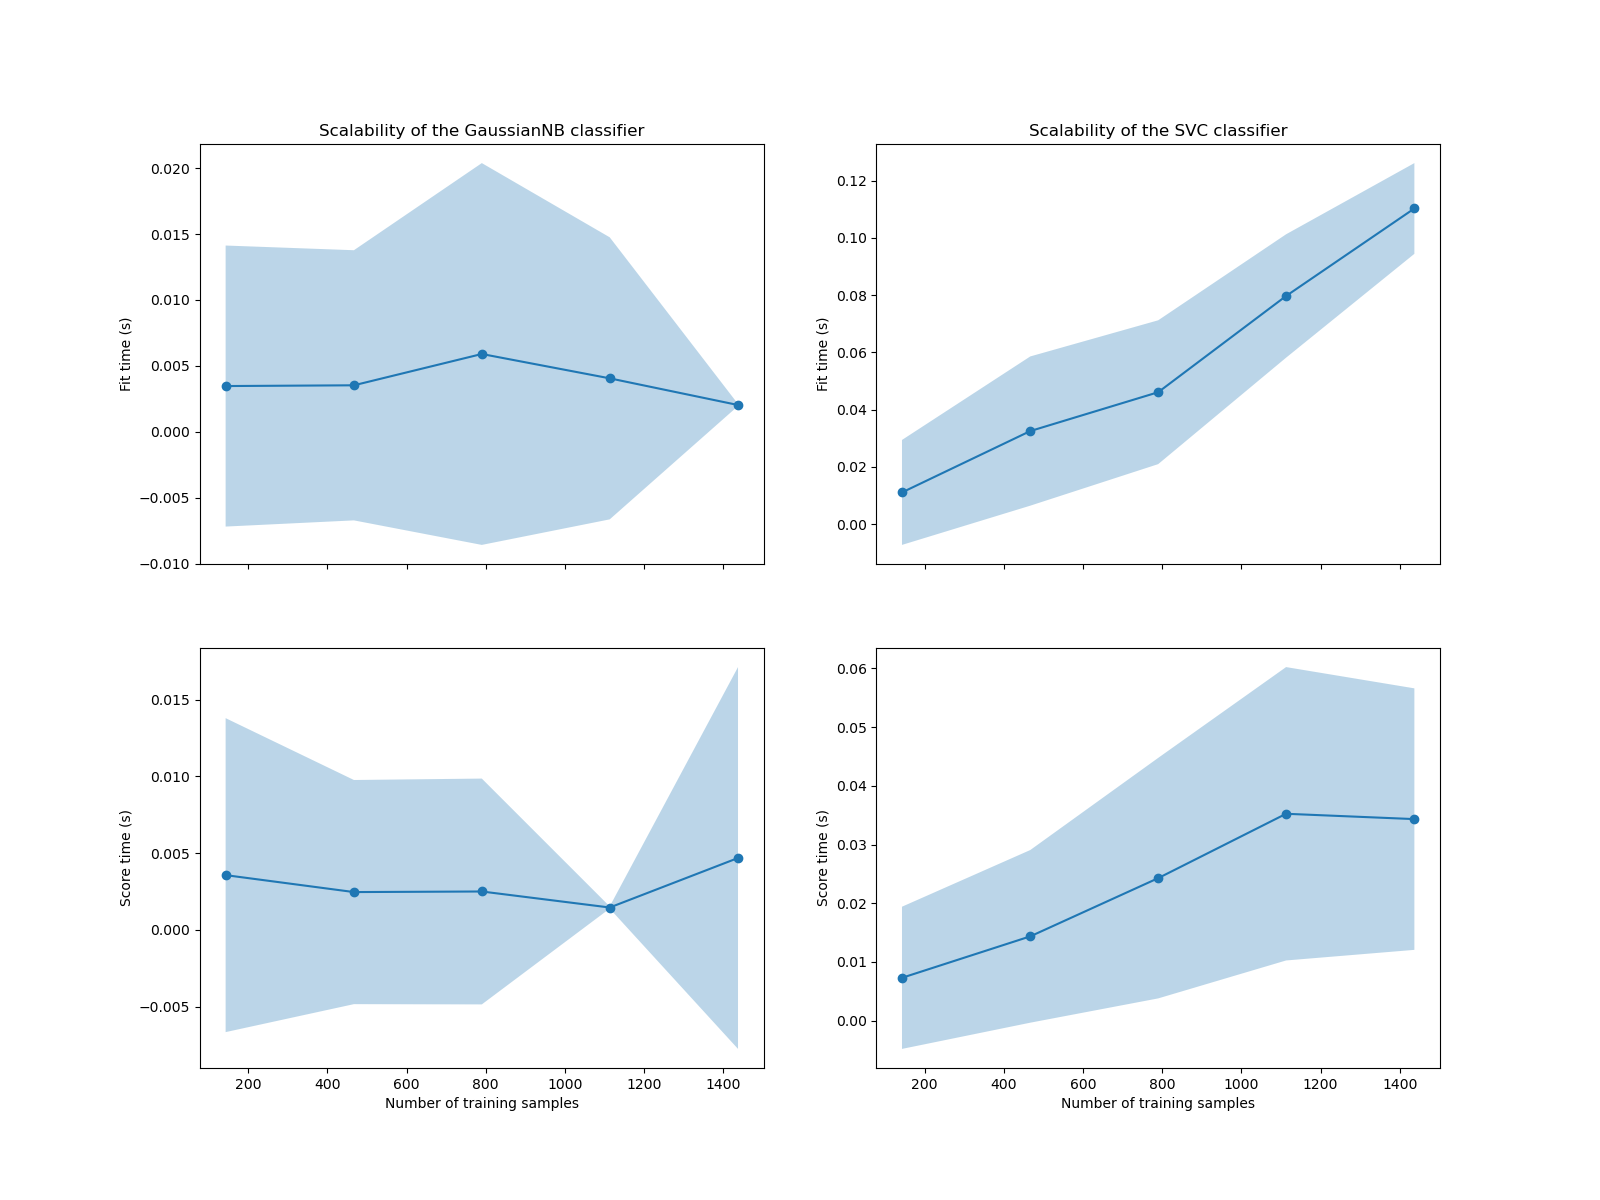 Scalability of the GaussianNB classifier
Fit time (s)
0.020
0.015
0.010
0.005
0.000
−0.005
−0.010
Scalability of the SVC classifier
Fit time (s)
0.12
0.10
0.08
0.06
0.04
0.02
0.00
Score time (s)
0.015
0.010
0.005
0.000
−0.005
200 400 600 800 1000 1200 1400
Number of training samples
Score time (s)
0.06
0.05
0.04
0.03
0.02
0.01
0.00
200 400 600 800 1000 1200 1400
Number of training samples